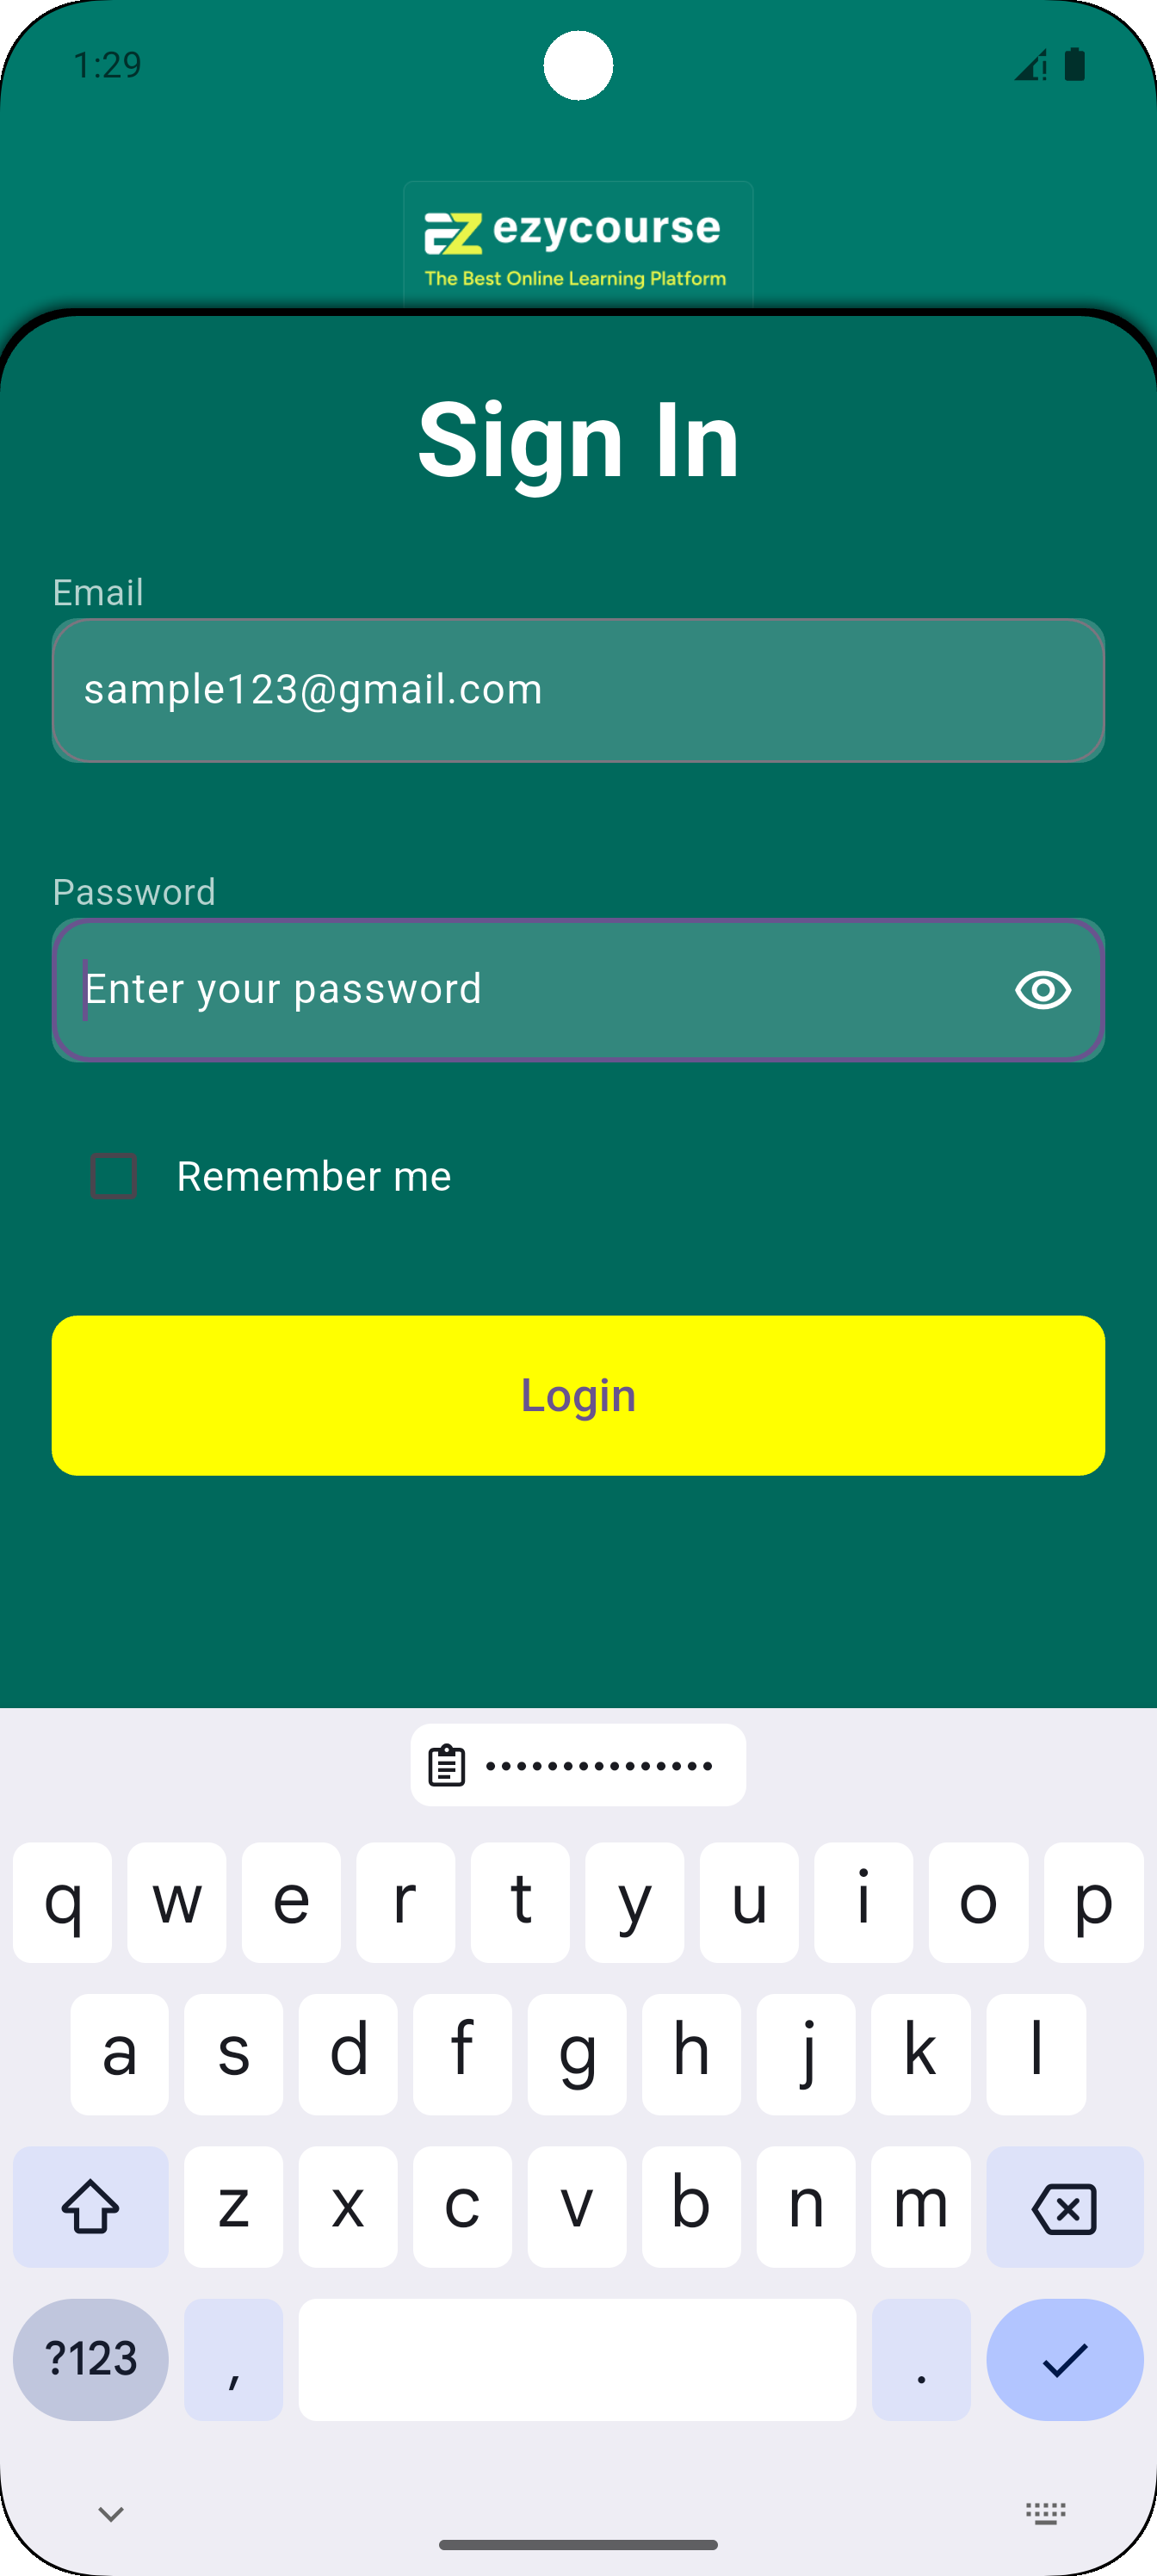 1:29
EZ ezycourse
The Best Online Learning Platform
Sign In
Email
sample123@gmail.com
Password
Enter your password
Remember me
Login
••••••••••••••
q w e r t y u i o p
a s d f g h j k l
z x c v b n m
?123 , .